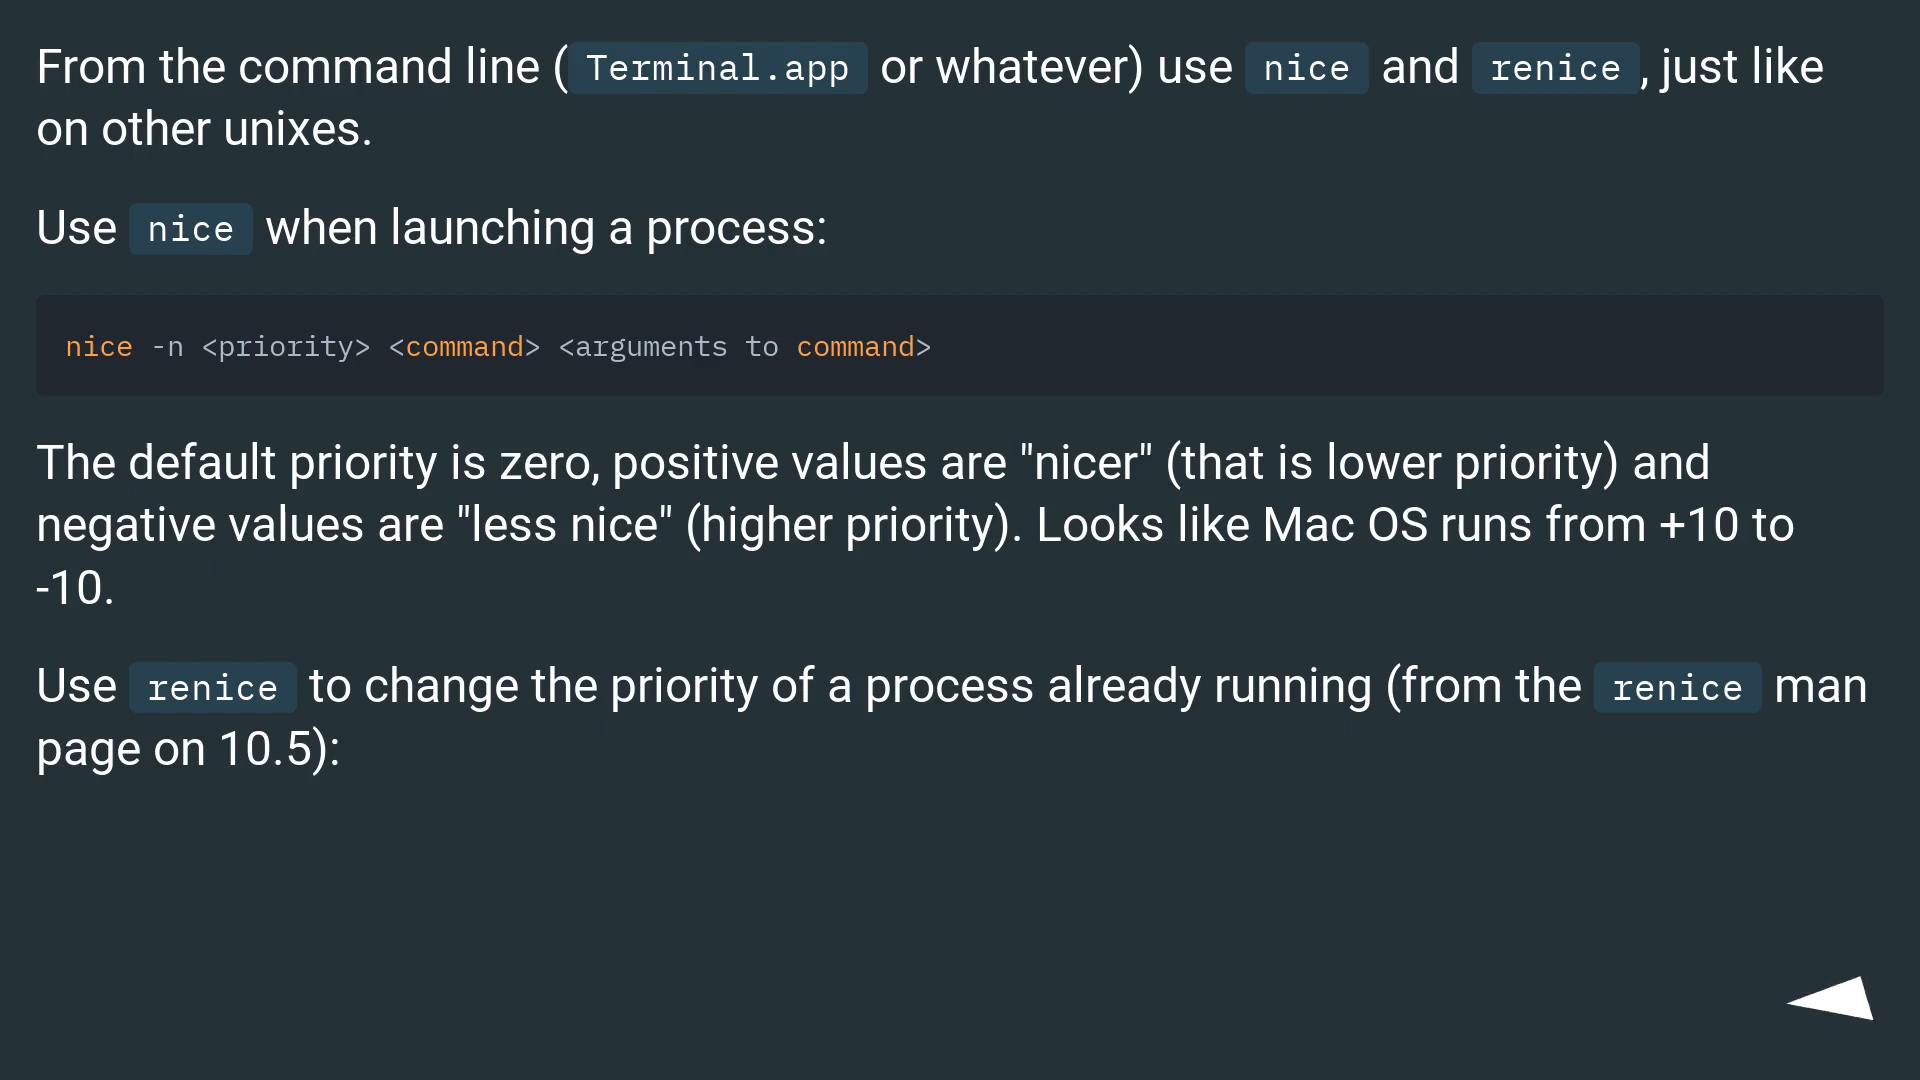 From the command line (Terminal.app or whatever) use nice and renice, just like
on other unixes.
Use nice when launching a process:
nice -n <priority> <command> <arguments to command>
The default priority is zero, positive values are "nicer" (that is lower priority) and
negative values are "less nice" (higher priority). Looks like Mac OS runs from +10 to
-10.
Use renice to change the priority of a process already running (from the renice man
page on 10.5):